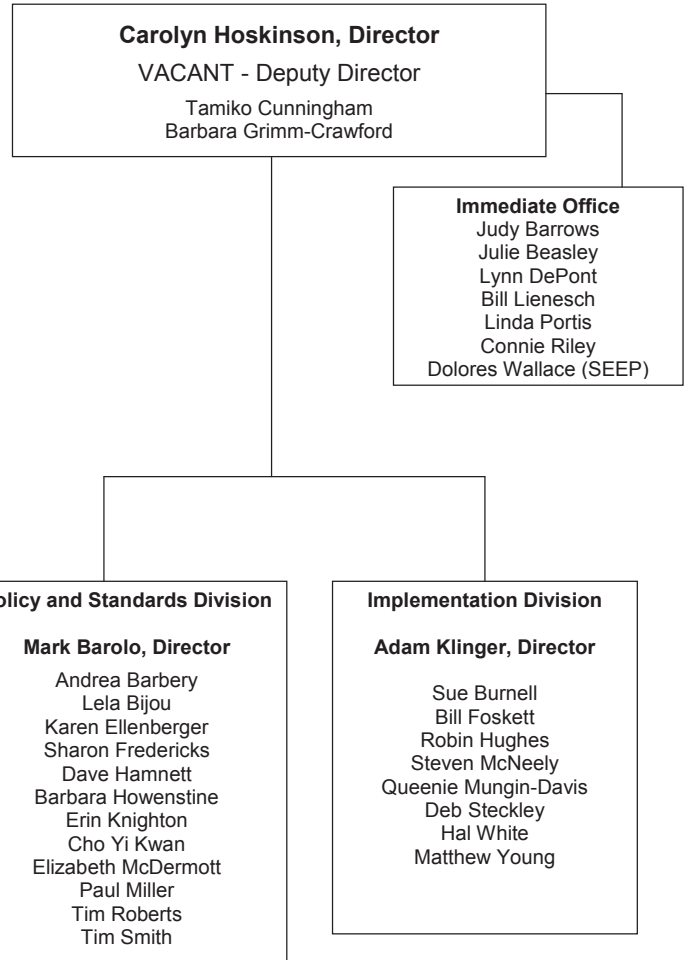 Carolyn Hoskinson, Director
VACANT - Deputy Director
Tamiko Cunningham
Barbara Grimm-Crawford
Immediate Office
Judy Barrows
Julie Beasley
Lynn DePont
Bill Lienesch
Linda Portis
Connie Riley
Dolores Wallace (SEEP)
olicy and Standards Division
Mark Barolo, Director
Andrea Barbery
Lela Bijou
Karen Ellenberger
Sharon Fredericks
Dave Hamnett
Barbara Howenstine
Erin Knighton
Cho Yi Kwan
Elizabeth McDermott
Paul Miller
Tim Roberts
Tim Smith
Implementation Division
Adam Klinger, Director
Sue Burnell
Bill Foskett
Robin Hughes
Steven McNeely
Queenie Mungin-Davis
Deb Steckley
Hal White
Matthew Young